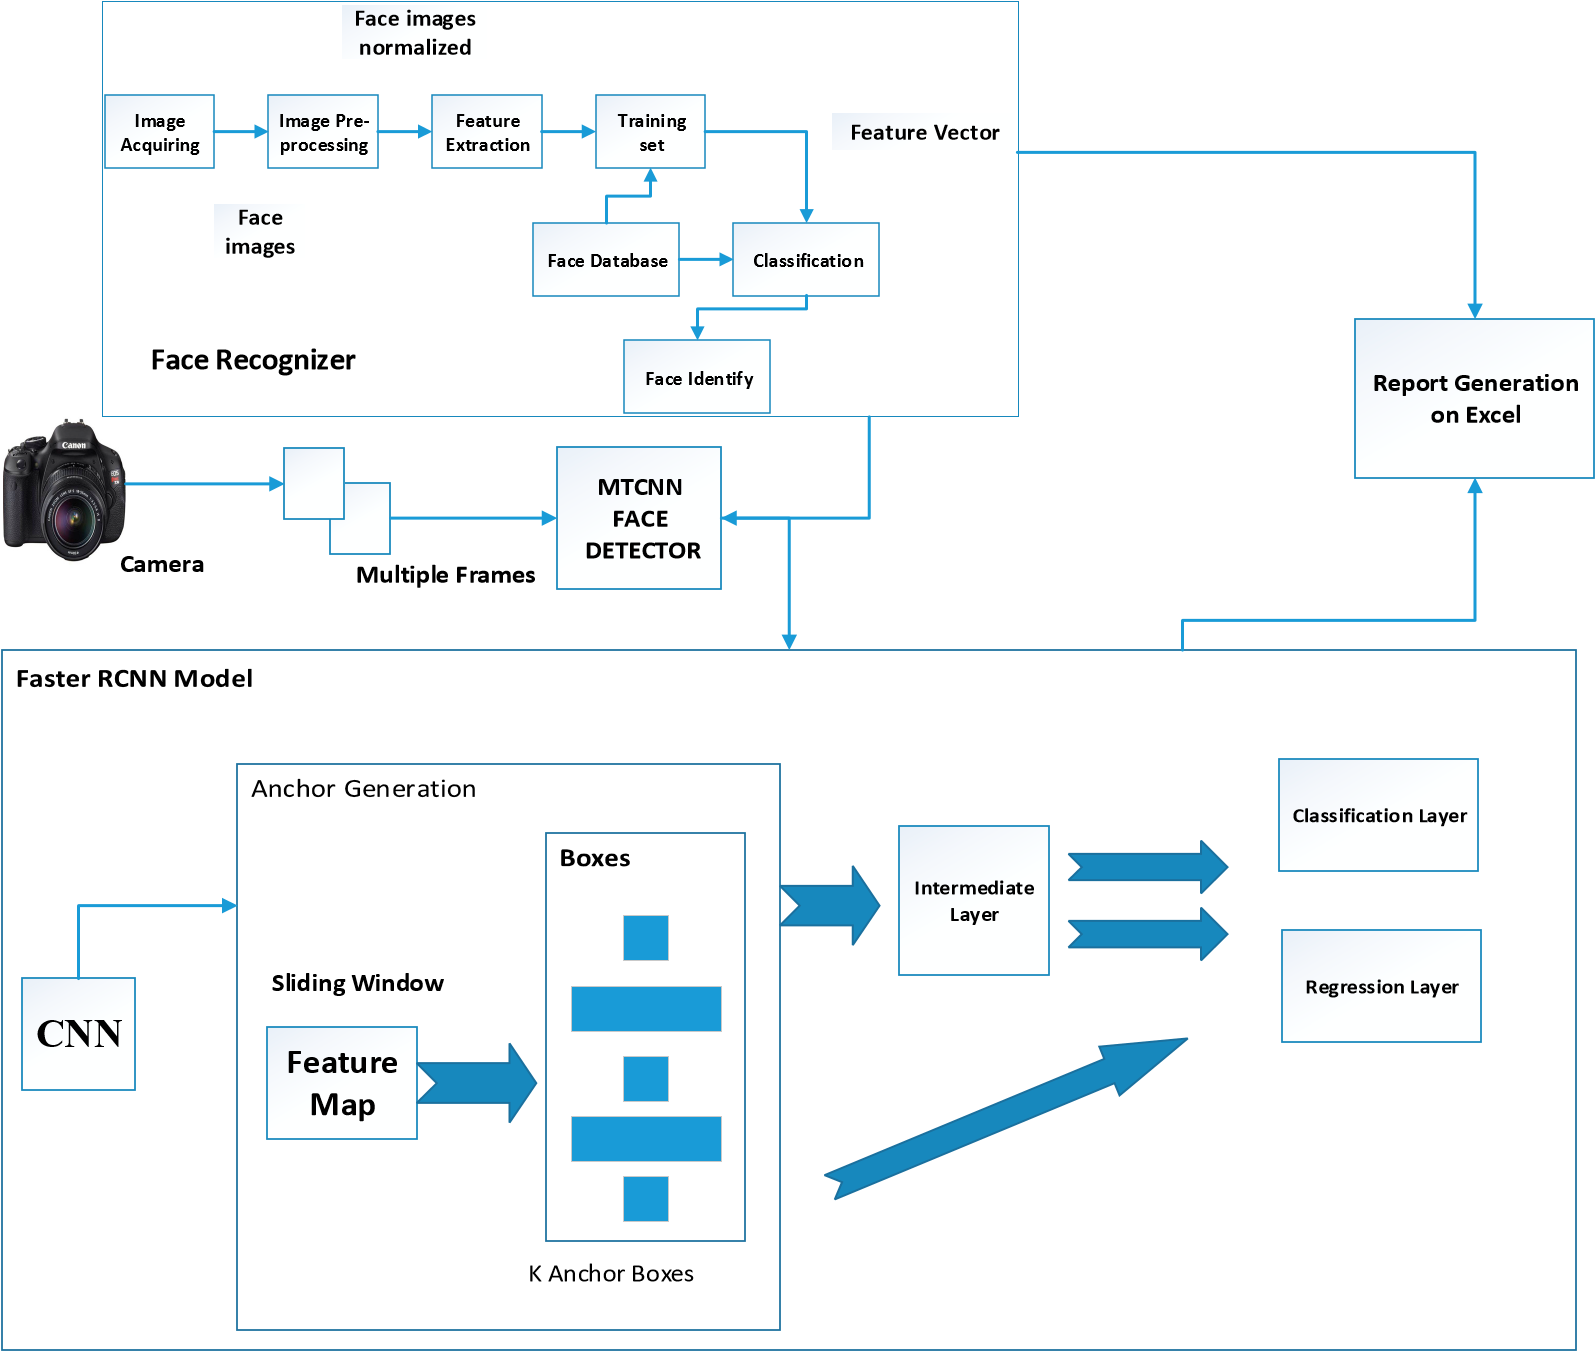 Face images
normalized
Image
Acquiring
Image Pre-
processing
Feature
Extraction
Training
set
Feature Vector
Face
images
Face Database
Classification
Face Recognizer
Face Identify
Report Generation
on Excel
Canon
MTCNN
FACE
DETECTOR
Camera
Multiple Frames
Faster RCNN Model
Anchor Generation
Boxes
Classification Layer
Intermediate
Layer
Sliding Window
Regression Layer
CNN
Feature
Map
K Anchor Boxes